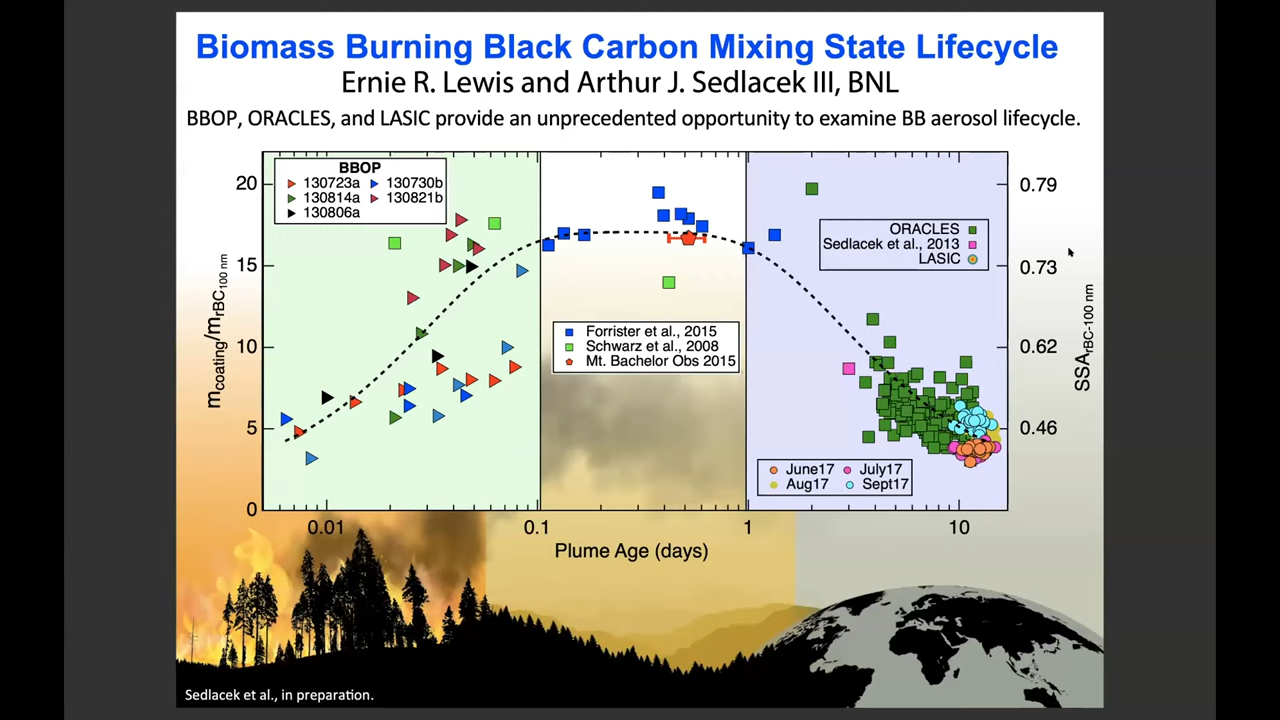 Biomass Burning Black Carbon Mixing State Lifecycle
Ernie R. Lewis and Arthur J. Sedlacek III, BNL
BBOP, ORACLES, and LASIC provide an unprecedented opportunity to examine BB aerosol lifecycle.
BBOP
130723a 130730b
130814a 130821b
130806a
20
15
10
5
0
mcoating/mrBC100 nm
ORACLES
Sedlacek et al., 2013
LASIC
Forrister et al., 2015
Schwarz et al., 2008
Mt. Bachelor Obs 2015
June17 July17
Aug17 Sept17
0.79
0.73
0.62
0.46
SSArBC-100 nm
0.01 0.1 1 10
Plume Age (days)
Sedlacek et al., in preparation.